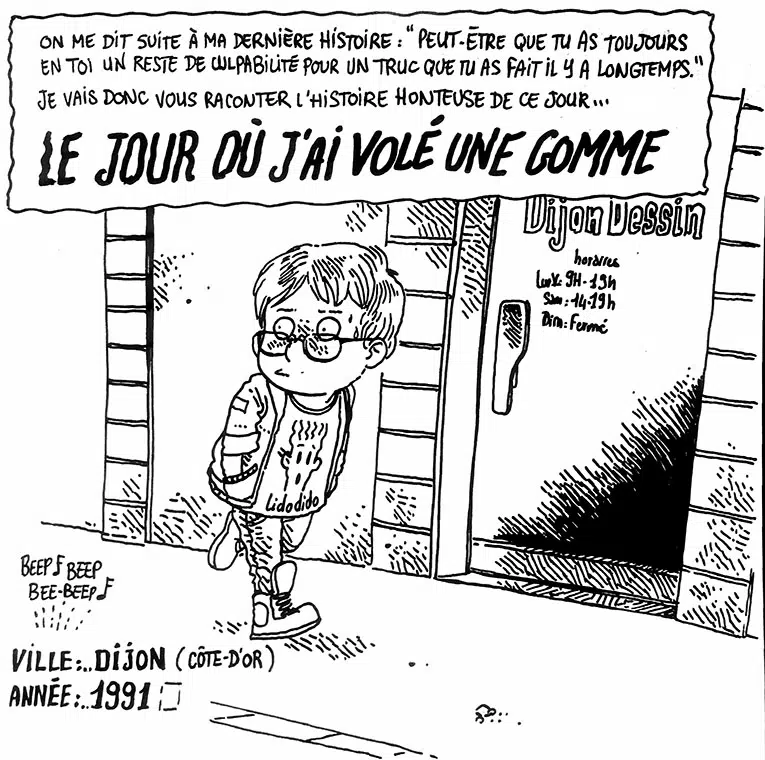 ON ME DIT SUITE À MA DERNIÈRE HISTOIRE : "PEUT-ÊTRE QUE TU AS TOUJOURS
EN TOI UN RESTE DE CULPABILITÉ POUR UN TRUC QUE TU AS FAIT IL Y A LONGTEMPS."
JE VAIS DONC VOUS RACONTER L'HISTOIRE HONTEUSE DE CE JOUR...
LE JOUR OÙ J'AI VOLÉ UNE GOMME
Dijon Dessin
horaires
9H-19h
Sam: 14-19h
Dim: Fermé
Lidodido
BEEP BEEP
BEE-BEEP
VILLE:..DIJON (CÔTE-D'OR)
ANNÉE:..1991